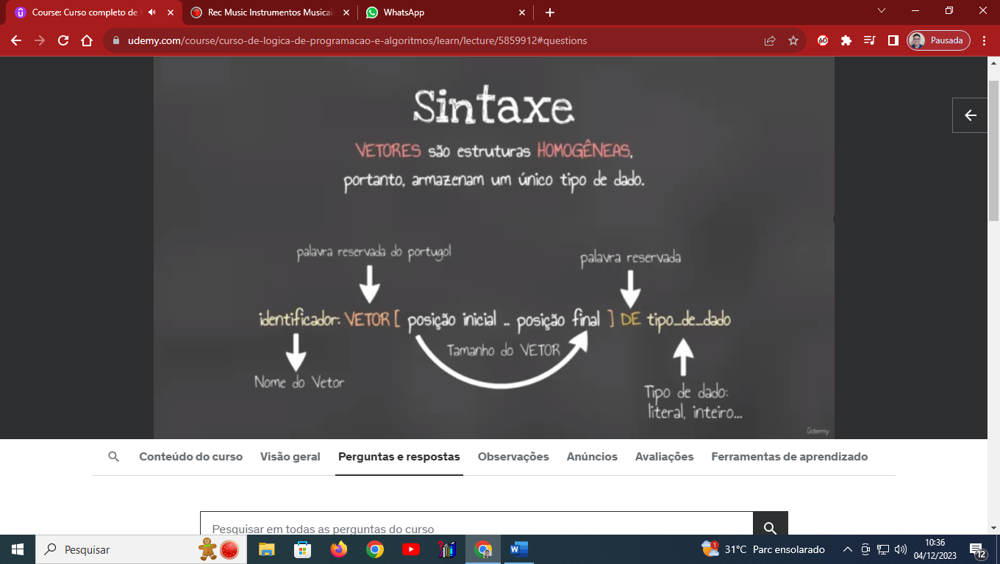 Course: Curso completo de
Rec Music Instrumentos Musicai
WhatsApp
udemy.com/course/curso-de-logica-de-programacao-e-algoritmos/learn/lecture/5859912#questions
Pausada
Sintaxe
VETORES são estruturas HOMOGÊNEAS,
portanto, armazenam um único tipo de dado.
palavra reservada do portugol
palavra reservada
identificador: VETOR [ posição inicial .. posição final ] DE tipo_de_dado
Tamanho do VETOR
Nome do Vetor
Tipo de dado:
literal, inteiro...
ûdemy
Conteúdo do curso Visão geral Perguntas e respostas Observações Anúncios Avaliações Ferramentas de aprendizado
Pesquisar em todas as perguntas do curso
Pesquisar
31°C Parc ensolarado
10:36
04/12/2023
12